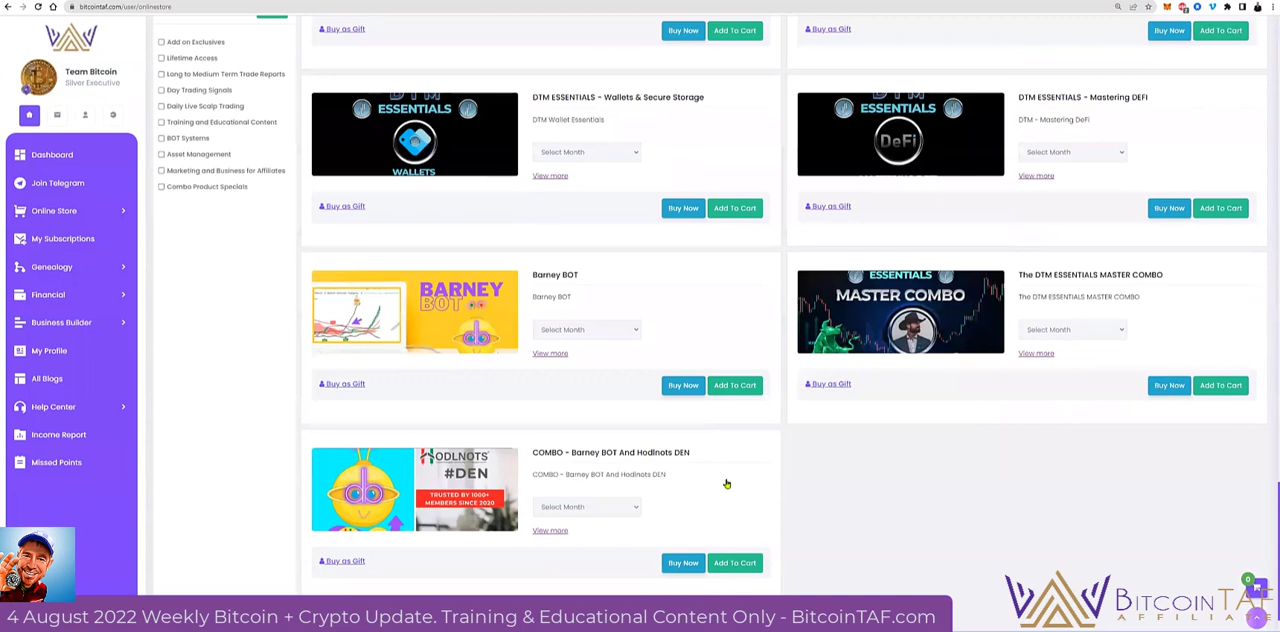 bitcointaf.com/user/onlinestore
Team Bitcoin
Silver Executive
Dashboard
Join Telegram
Online Store
My Subscriptions
Genealogy
Financial
Business Builder
My Profile
All Blogs
Help Center
Income Report
Missed Points
Add on Exclusives
Lifetime Access
Long to Medium Term Trade Reports
Day Trading Signals
Daily Live Scalp Trading
Training and Educational Content
BOT Systems
Asset Management
Marketing and Business for Affiliates
Combo Product Specials
Buy as Gift
Buy Now
Add To Cart
Buy as Gift
Buy Now
Add To Cart
ESSENTIALS
WALLETS
DTM ESSENTIALS - Wallets & Secure Storage
DTM Wallet Essentials
Select Month
View more
Buy as Gift
Buy Now
Add To Cart
ESSENTIALS
DeFi
DTM ESSENTIALS - Mastering DEFI
DTM - Mastering DeFi
Select Month
View more
Buy as Gift
Buy Now
Add To Cart
BARNEY
BOT
Barney BOT
Barney BOT
Select Month
View more
Buy as Gift
Buy Now
Add To Cart
ESSENTIALS
MASTER COMBO
The DTM ESSENTIALS MASTER COMBO
The DTM ESSENTIALS MASTER COMBO
Select Month
View more
Buy as Gift
Buy Now
Add To Cart
HODLNOTS'
#DEN
TRUSTED BY 1000+
MEMBERS SINCE 2020
COMBO - Barney BOT And Hodlnots DEN
COMBO - Barney BOT And Hodlnots DEN
Select Month
View more
Buy as Gift
Buy Now
Add To Cart
0
BITCOINTAF
AFFILIATE
4 August 2022 Weekly Bitcoin + Crypto Update. Training & Educational Content Only - BitcoinTAF.com